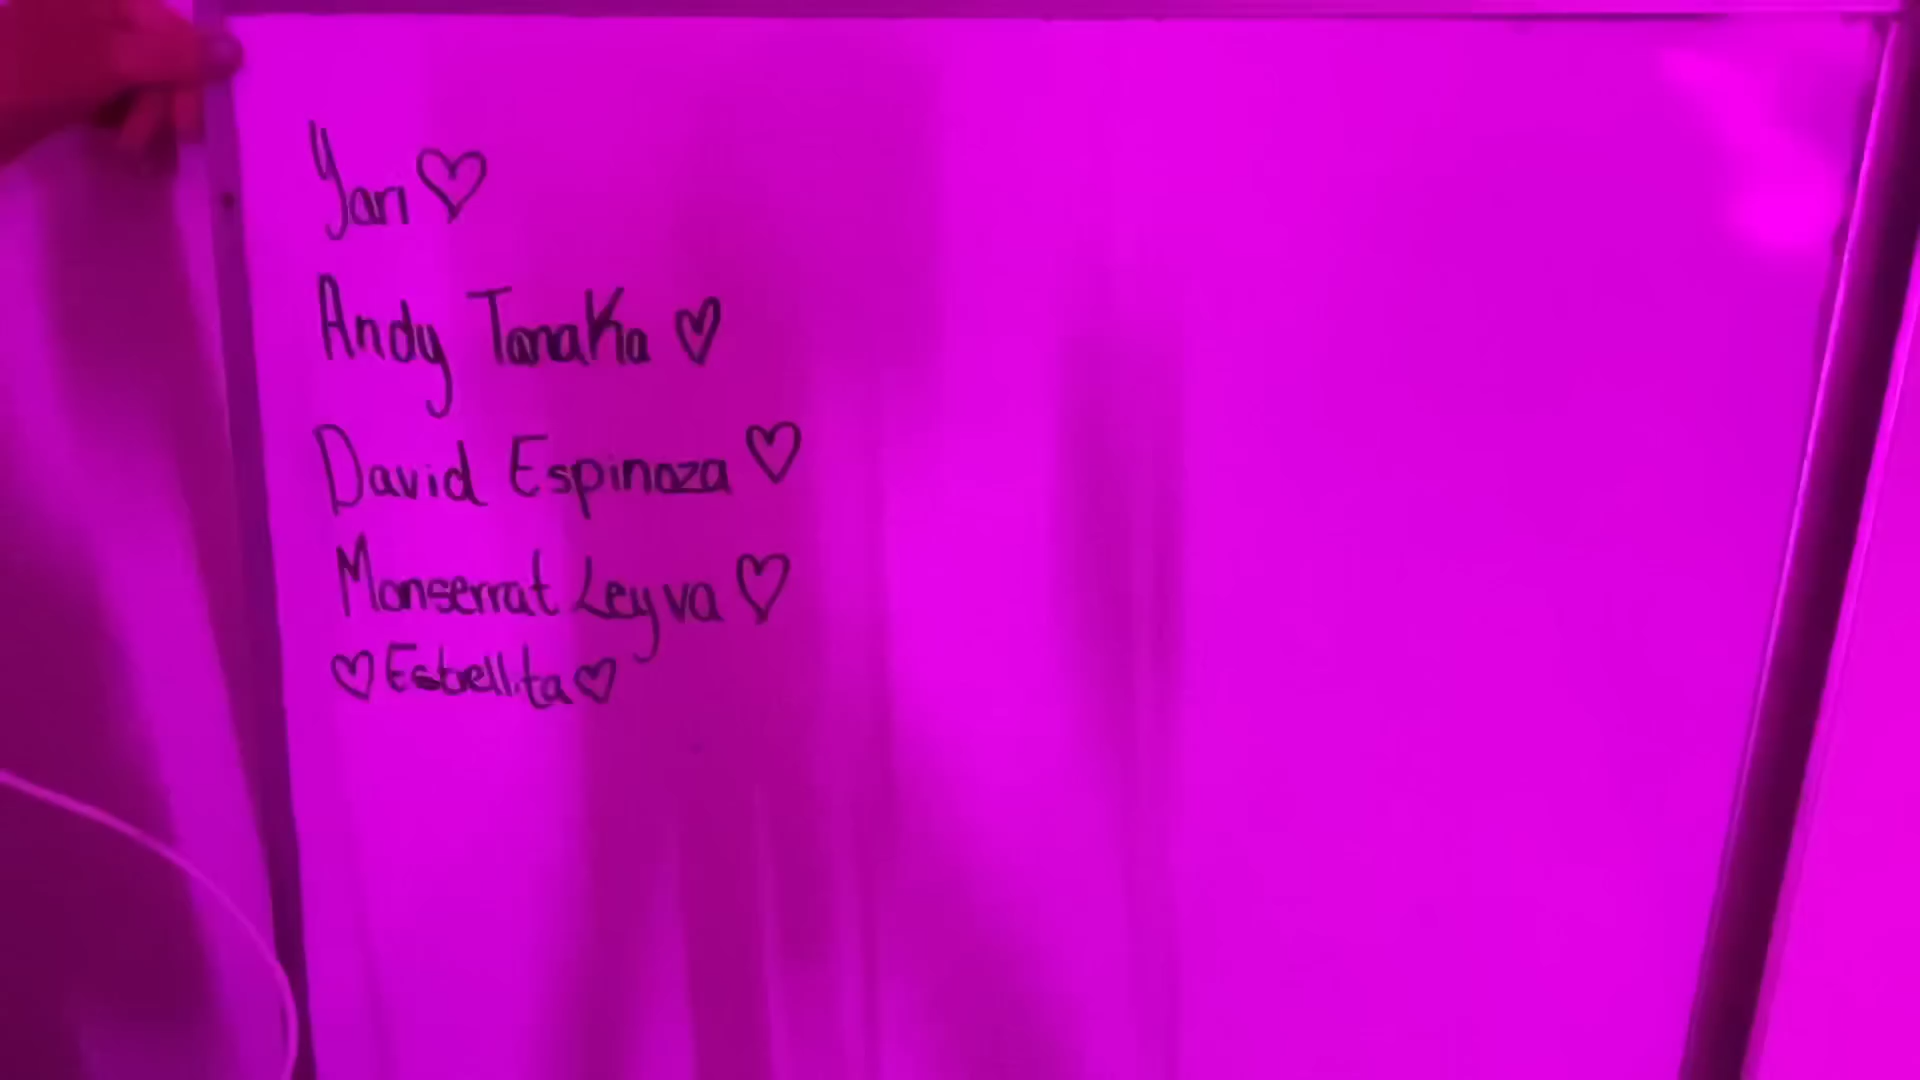 Yari ♡
Andy Tanaka ♡
David Espinoza ♡
Monserrat Leyva ♡
♡ Estrellita ♡